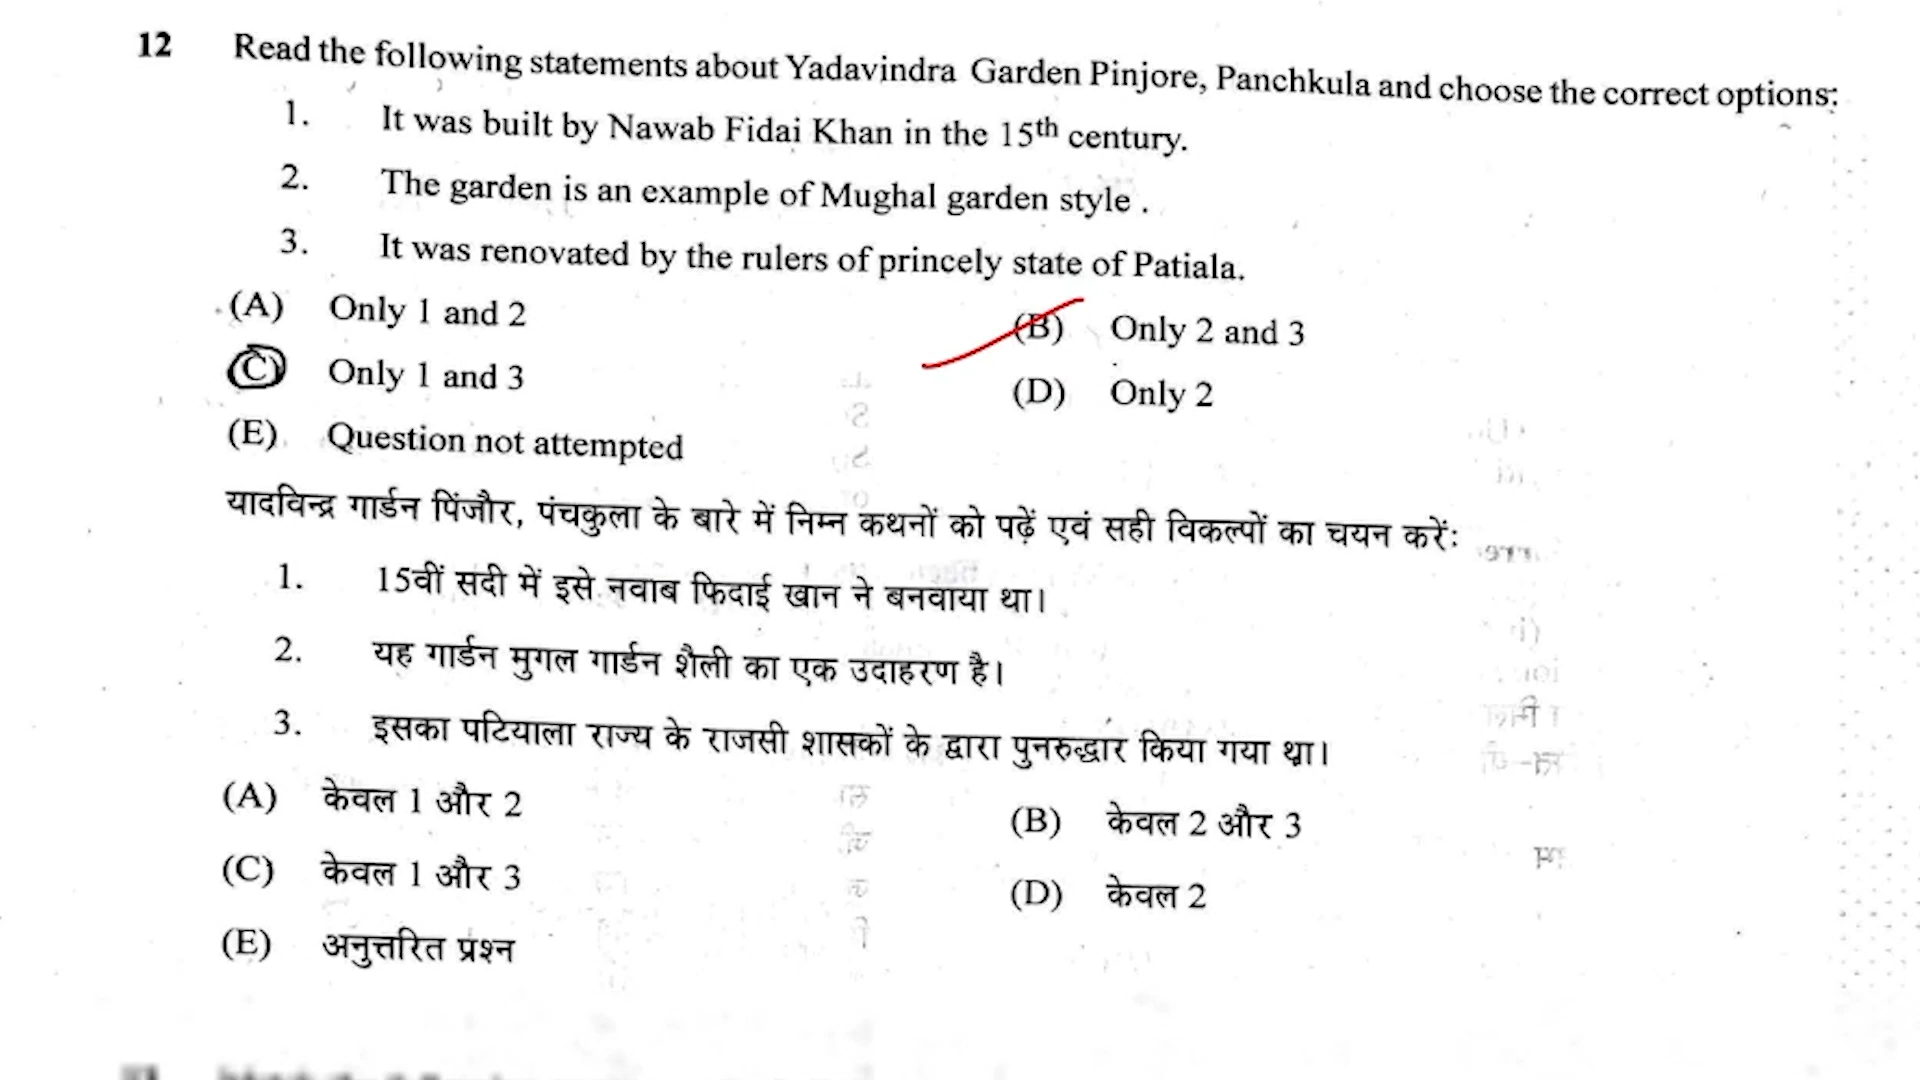 12 Read the following statements about Yadavindra Garden Pinjore, Panchkula and choose the correct options:
1. It was built by Nawab Fidai Khan in the 15th century.
2. The garden is an example of Mughal garden style .
3. It was renovated by the rulers of princely state of Patiala.
(A) Only 1 and 2 (B) Only 2 and 3
(C) Only 1 and 3 (D) Only 2
(E) Question not attempted
यादविन्द्र गार्डन पिंजौर, पंचकुला के बारे में निम्न कथनों को पढ़ें एवं सही विकल्पों का चयन करें:
1. 15वीं सदी में इसे नवाब फिदाई खान ने बनवाया था।
2. यह गार्डन मुगल गार्डन शैली का एक उदाहरण है।
3. इसका पटियाला राज्य के राजसी शासकों के द्वारा पुनरुद्धार किया गया था।
(A) केवल 1 और 2 (B) केवल 2 और 3
(C) केवल 1 और 3 (D) केवल 2
(E) अनुत्तरित प्रश्न